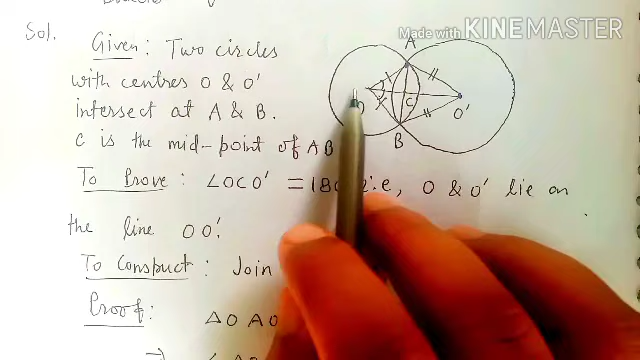 Made with KINEMASTER
Sol. Given: Two circles
with centres O & O'
intersect at A & B.
C is the mid-point of AB
To Prove: ∠OCO' = 180 i.e, O & O' lie on
the line OO'.
To Construct: Join
Proof: ΔOAO
A
C
O'
B